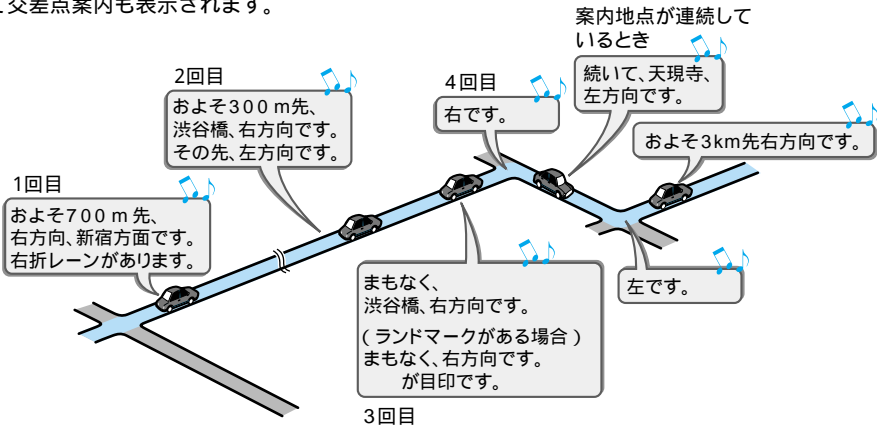 交差点案内も表示されます。
案内地点が連続して
いるとき
続いて、天現寺、
左方向です。
2回目
およそ300m先、
渋谷橋、右方向です。
その先、左方向です。
4回目
右です。
およそ3km先右方向です。
1回目
およそ700m先、
右方向、新宿方面です。
右折レーンがあります。
まもなく、
渋谷橋、右方向です。
(ランドマークがある場合)
まもなく、右方向です。
が目印です。
3回目
左です。